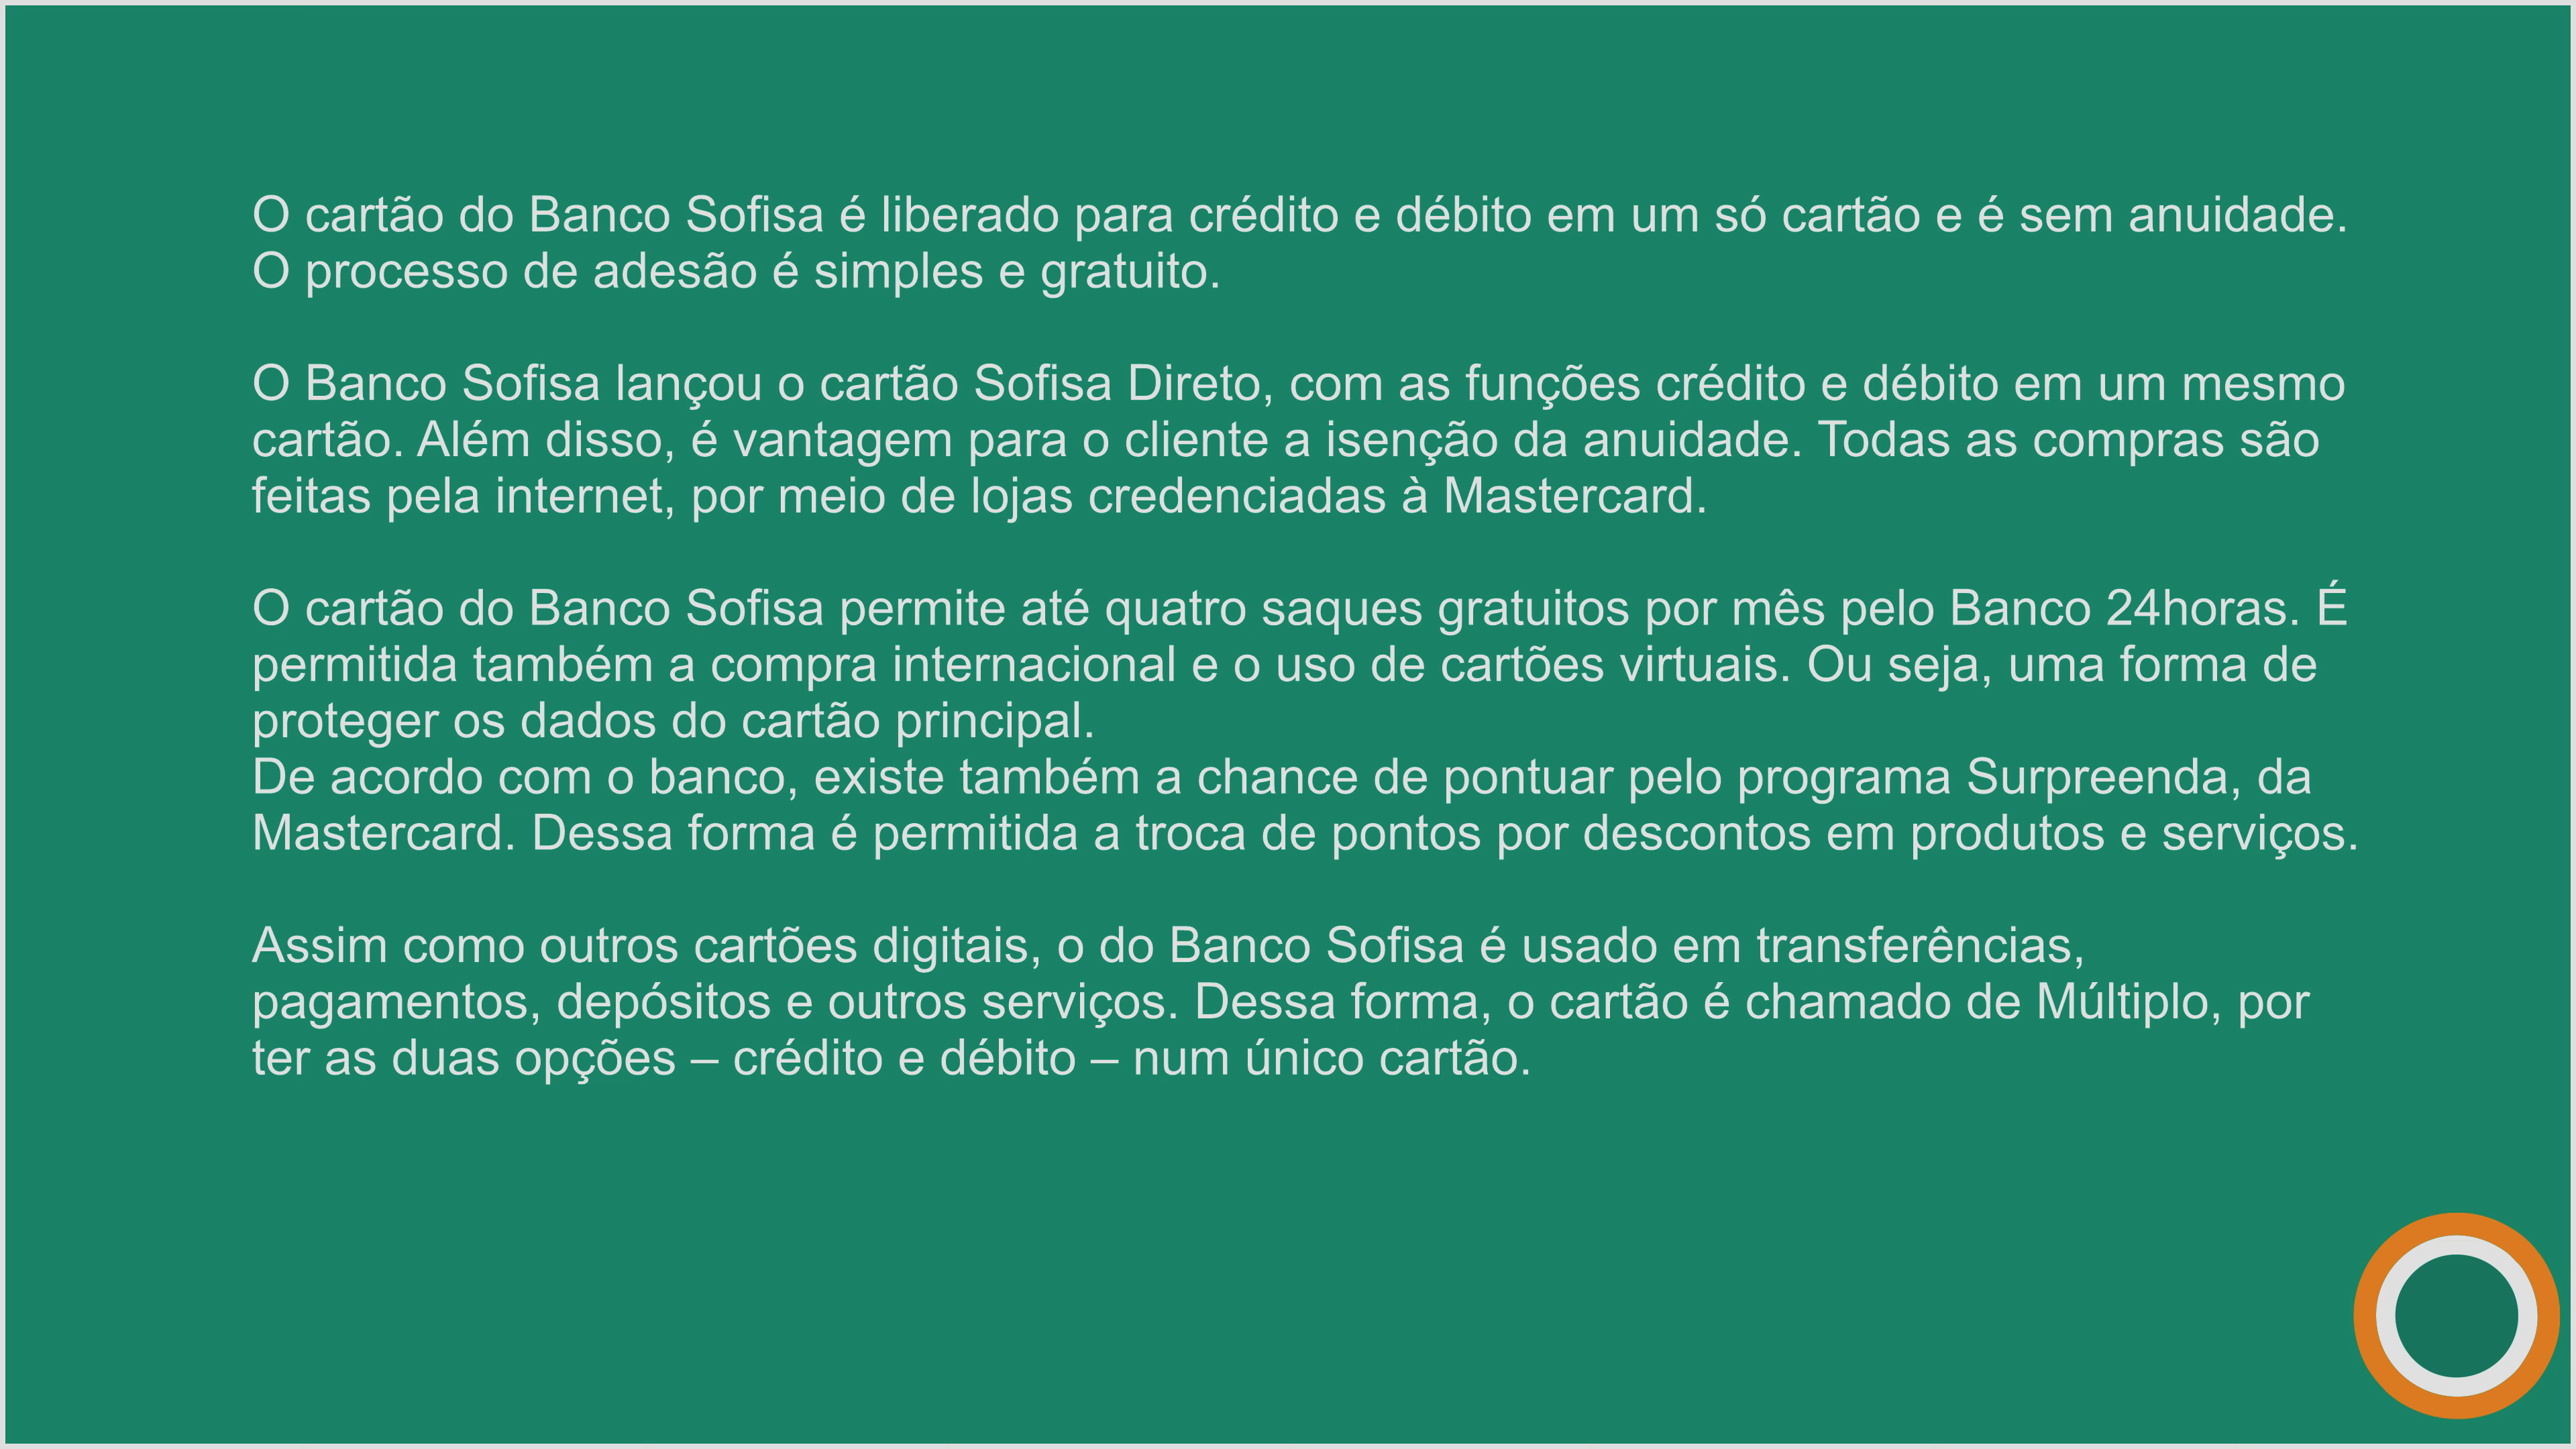 O cartão do Banco Sofisa é liberado para crédito e débito em um só cartão e é sem anuidade.
O processo de adesão é simples e gratuito.
O Banco Sofisa lançou o cartão Sofisa Direto, com as funções crédito e débito em um mesmo
cartão. Além disso, é vantagem para o cliente a isenção da anuidade. Todas as compras são
feitas pela internet, por meio de lojas credenciadas à Mastercard.
O cartão do Banco Sofisa permite até quatro saques gratuitos por mês pelo Banco 24horas. É
permitida também a compra internacional e o uso de cartões virtuais. Ou seja, uma forma de
proteger os dados do cartão principal.
De acordo com o banco, existe também a chance de pontuar pelo programa Surpreenda, da
Mastercard. Dessa forma é permitida a troca de pontos por descontos em produtos e serviços.
Assim como outros cartões digitais, o do Banco Sofisa é usado em transferências,
pagamentos, depósitos e outros serviços. Dessa forma, o cartão é chamado de Múltiplo, por
ter as duas opções – crédito e débito – num único cartão.